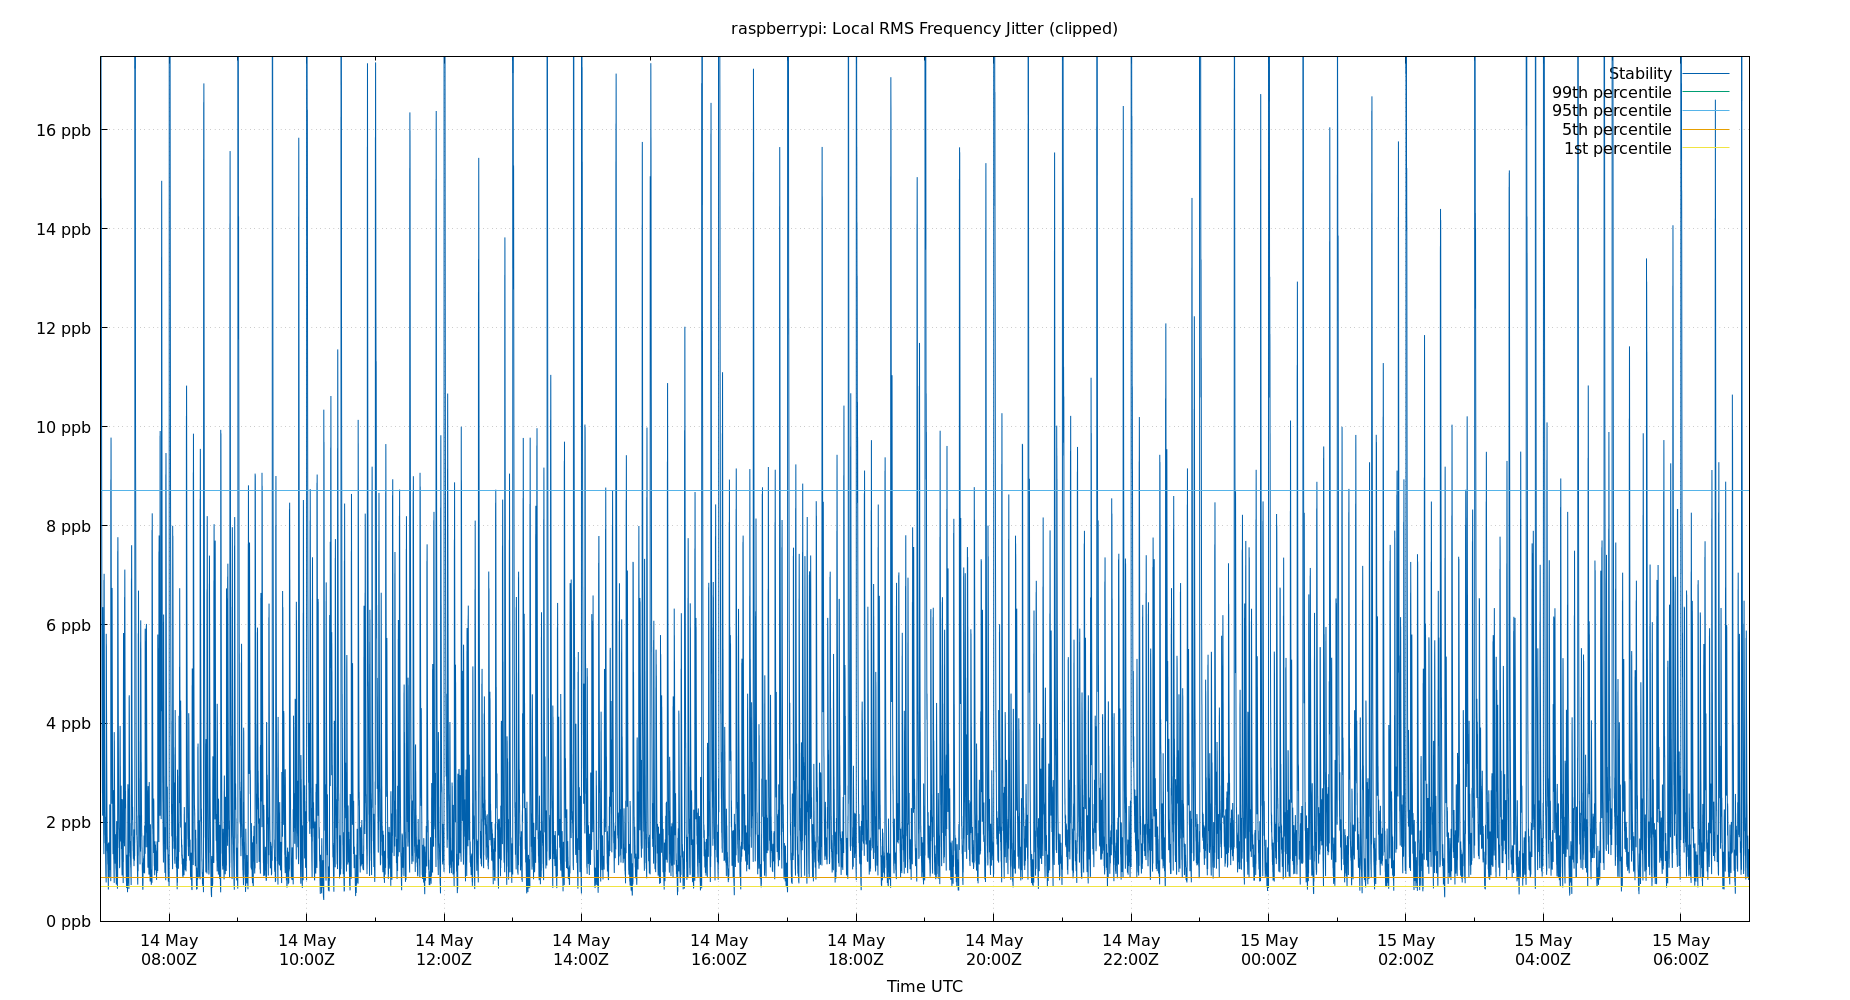 raspberrypi: Local RMS Frequency Jitter (clipped)
Stability
99th percentile
95th percentile
5th percentile
1st percentile
16 ppb
14 ppb
12 ppb
10 ppb
8 ppb
6 ppb
4 ppb
2 ppb
0 ppb
14 May 14 May 14 May 14 May 14 May 14 May 14 May 14 May 15 May 15 May 15 May 15 May
08:00Z 10:00Z 12:00Z 14:00Z 16:00Z 18:00Z 20:00Z 22:00Z 00:00Z 02:00Z 04:00Z 06:00Z
Time UTC